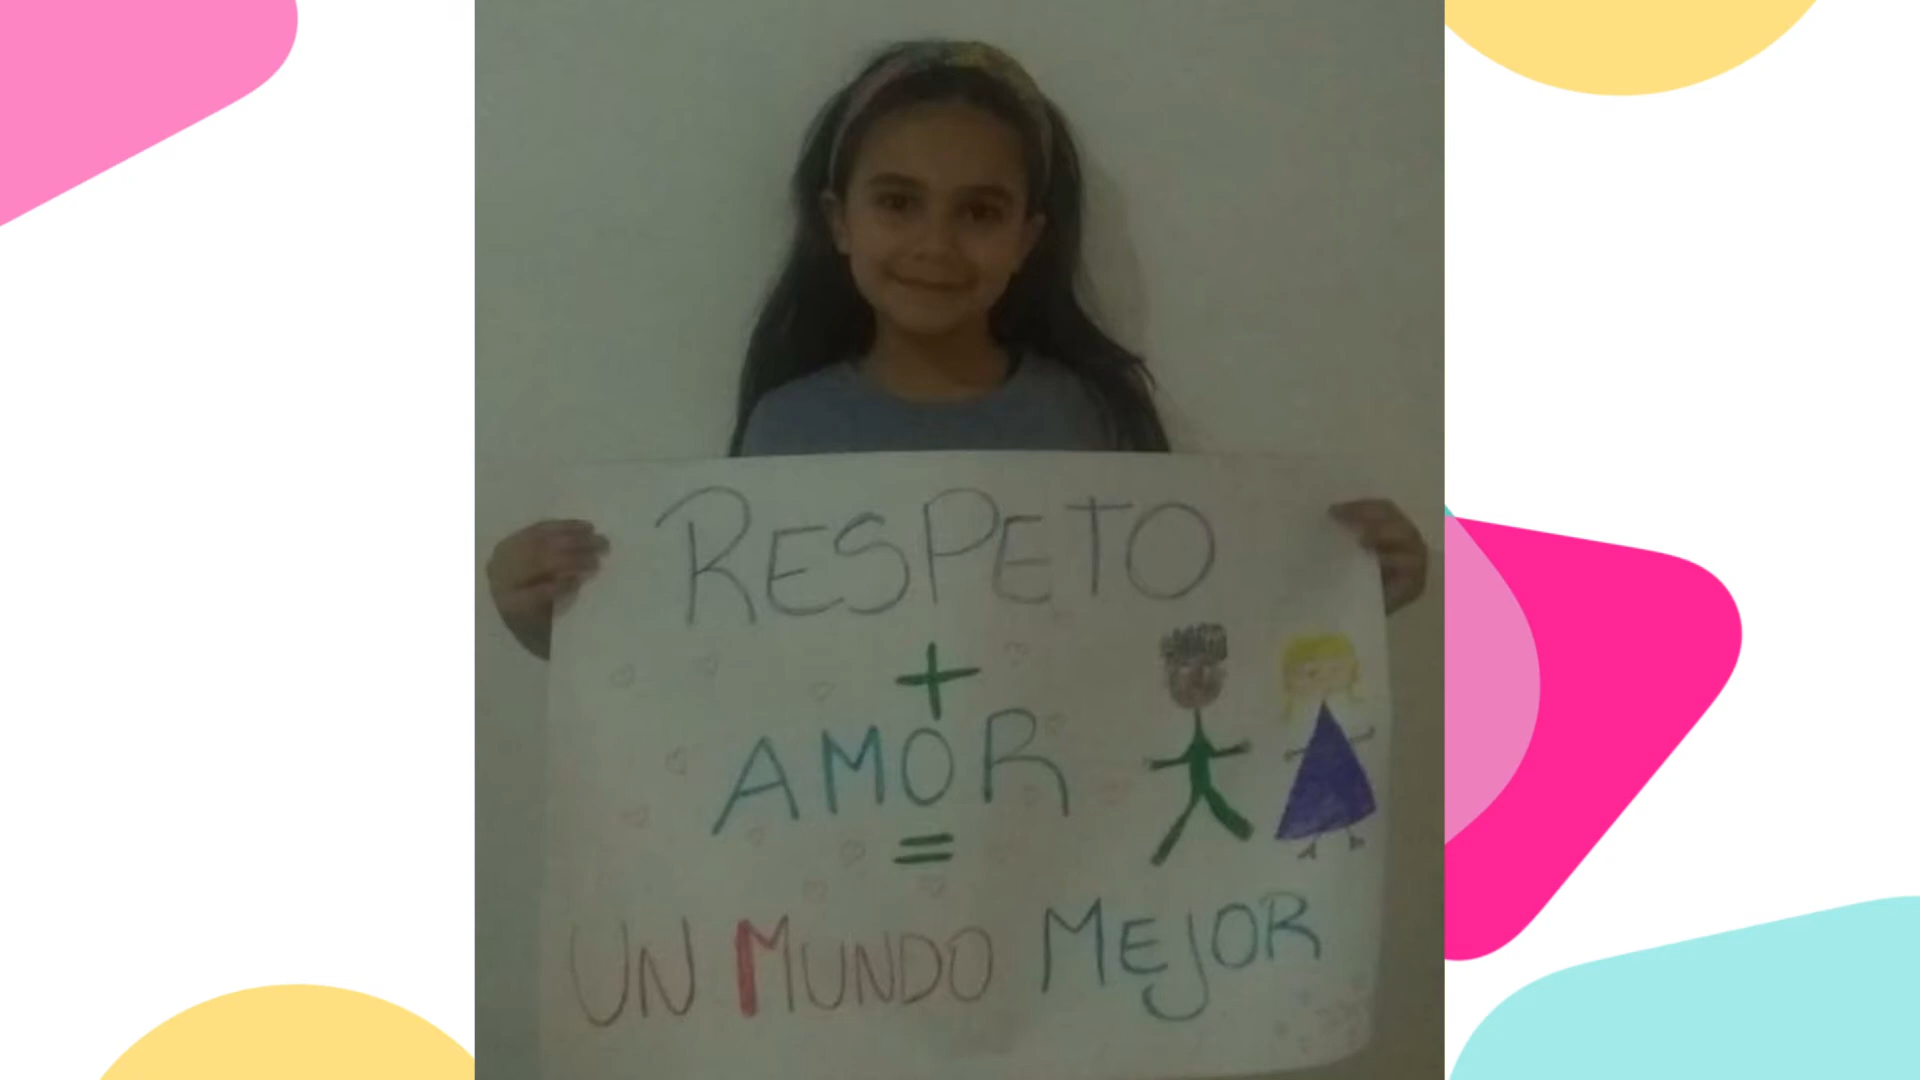 RESPETO
+
AMOR
=
UN MUNDO MEJOR